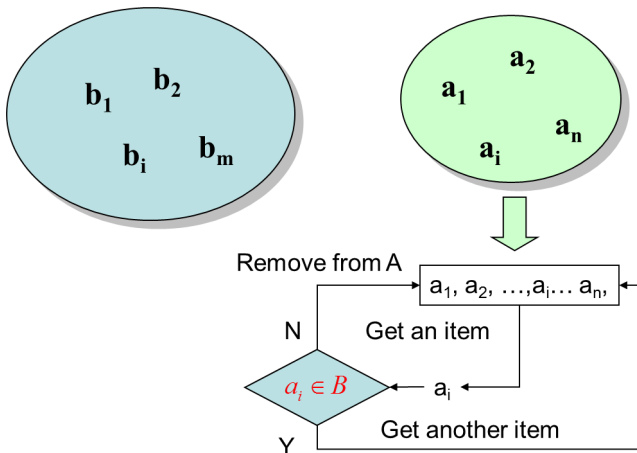 b₁
b₂
bᵢ
bₘ
a₁
a₂
aᵢ
aₙ
Remove from A
a₁, a₂, …,aᵢ… aₙ,
N
Get an item
aᵢ ∈ B
aᵢ
Y
Get another item